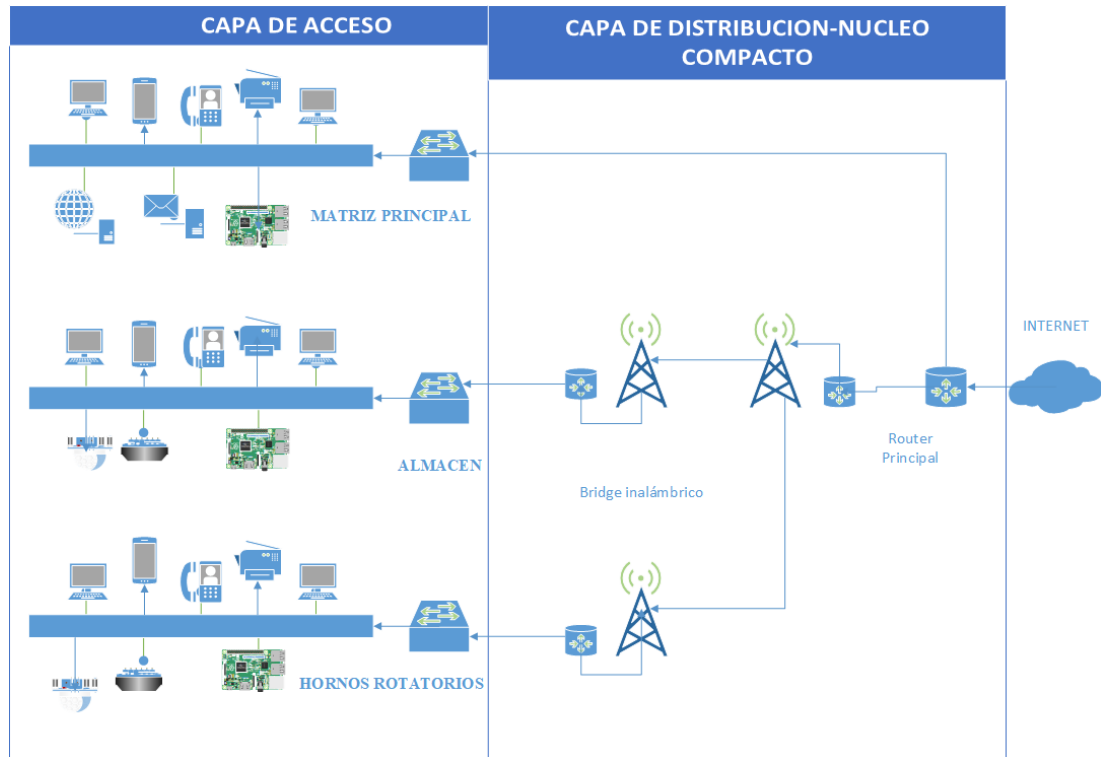 CAPA DE ACCESO
CAPA DE DISTRIBUCION-NUCLEO
COMPACTO
MATRIZ PRINCIPAL
INTERNET
ALMACEN
Router
Principal
Bridge inalámbrico
HORNOS ROTATORIOS